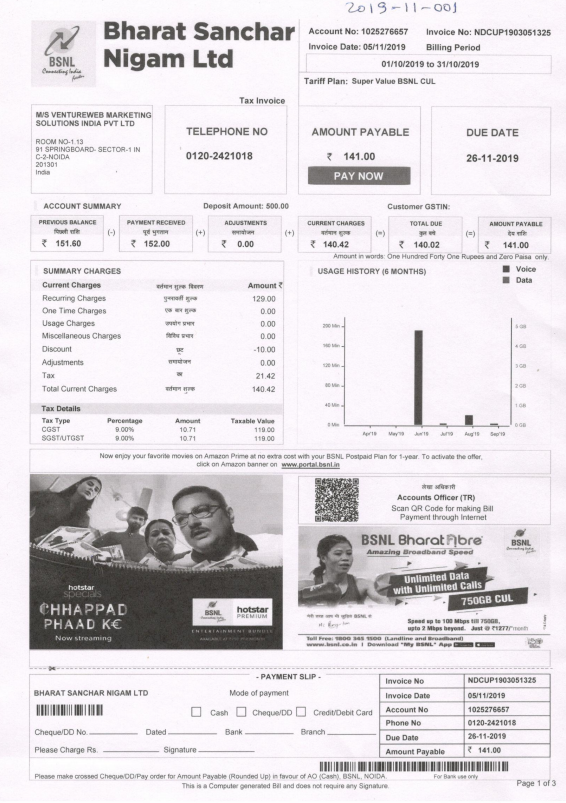 2019-11-001
BSNL
Connecting India
Bharat Sanchar
Nigam Ltd
Account No: 1025276657 Invoice No: NDCUP1903051325
Invoice Date: 05/11/2019 Billing Period
01/10/2019 to 31/10/2019
Tariff Plan: Super Value BSNL CUL
Tax Invoice
M/S VENTUREWEB MARKETING
SOLUTIONS INDIA PVT LTD
ROOM NO-1.13
91 SPRINGBOARD- SECTOR-1 IN
C-2-NOIDA
201301
India
TELEPHONE NO
0120-2421018
AMOUNT PAYABLE
₹ 141.00
PAY NOW
DUE DATE
26-11-2019
ACCOUNT SUMMARY Deposit Amount: 500.00 Customer GSTIN:
PREVIOUS BALANCE
पिछली राशि
₹ 151.60
(-)
PAYMENT RECEIVED
पूर्व भुगतान
₹ 152.00
(+)
ADJUSTMENTS
समायोजन
₹ 0.00
(+)
CURRENT CHARGES
वर्तमान शुल्क
₹ 140.42
(=)
TOTAL DUE
कुल बचे
₹ 140.02
(=)
AMOUNT PAYABLE
देय राशि
₹ 141.00
Amount in words: One Hundred Forty One Rupees and Zero Paisa only.
SUMMARY CHARGES
Current Charges वर्तमान शुल्क विवरण Amount ₹
Recurring Charges पुनरावर्ती शुल्क 129.00
One Time Charges एक बार शुल्क 0.00
Usage Charges उपयोग प्रभार 0.00
Miscellaneous Charges विविध प्रभार 0.00
Discount छूट -10.00
Adjustments समायोजन 0.00
Tax कर 21.42
Total Current Charges वर्तमान शुल्क 140.42
Tax Details
Tax Type Percentage Amount Taxable Value
CGST 9.00% 10.71 119.00
SGST/UTGST 9.00% 10.71 119.00
USAGE HISTORY (6 MONTHS)
Voice
Data
200 Min 5 GB
160 Min 4 GB
120 Min 3 GB
80 Min 2 GB
40 Min 1 GB
0 Min 0 GB
Apr'19 May'19 Jun'19 Jul'19 Aug'19 Sep'19
Now enjoy your favorite movies on Amazon Prime at no extra cost with your BSNL Postpaid Plan for 1-year. To activate the offer,
click on Amazon banner on www.portal.bsnl.in
hotstar
specials
CHHAPPAD
PHAAD K€
Now streaming
BSNL
hotstar
PREMIUM
ENTERTAINMENT BUNDLE
लेखा अधिकारी
Accounts Officer (TR)
Scan QR Code for making Bill
Payment through Internet
BSNL Bharat Fibre
Amazing Broadband Speed
BSNL
Unlimited Data
with Unlimited Calls
750GB CUL
Speed up to 100 Mbps till 750GB,
upto 2 Mbps beyond. Just @ ₹1277/*month
Toll Free: 1800 345 1500 (Landline and Broadband)
www.bsnl.co.in I Download "My BSNL" App
- PAYMENT SLIP -
BHARAT SANCHAR NIGAM LTD Mode of payment
Cash Cheque/DD Credit/Debit Card
Cheque/DD No. Dated Bank Branch
Please Charge Rs. Signature
Invoice No NDCUP1903051325
Invoice Date 05/11/2019
Account No 1025276657
Phone No 0120-2421018
Due Date 26-11-2019
Amount Payable ₹ 141.00
Please make crossed Cheque/DD/Pay order for Amount Payable (Rounded Up) in favour of AO (Cash), BSNL, NOIDA. For Bank use only
This is a Computer generated Bill and does not require any Signature.
Page 1 of 3